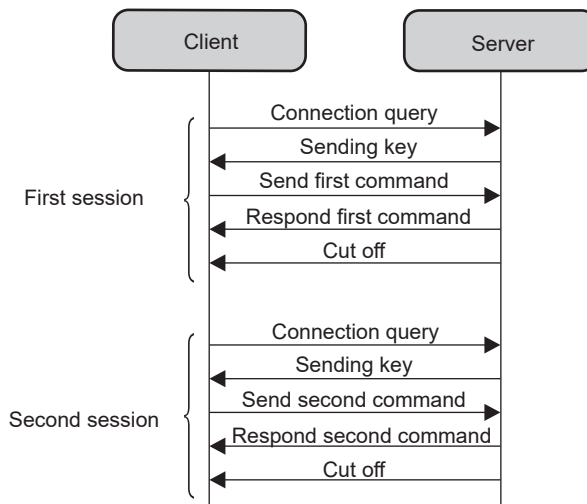 Client
Server
Connection query
Sending key
Send first command
First session
Respond first command
Cut off
Connection query
Sending key
Send second command
Second session
Respond second command
Cut off